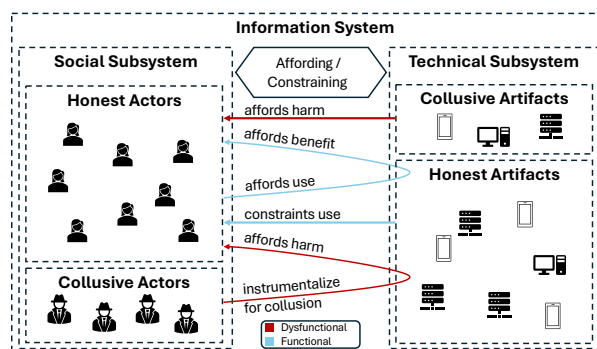 Information System
Social Subsystem
Affording /
Constraining
Technical Subsystem
Honest Actors
Collusive Artifacts
affords harm
affords benefit
Honest Artifacts
affords use
constraints use
affords harm
Collusive Actors
instrumentalize
for collusion
Dysfunctional
Functional